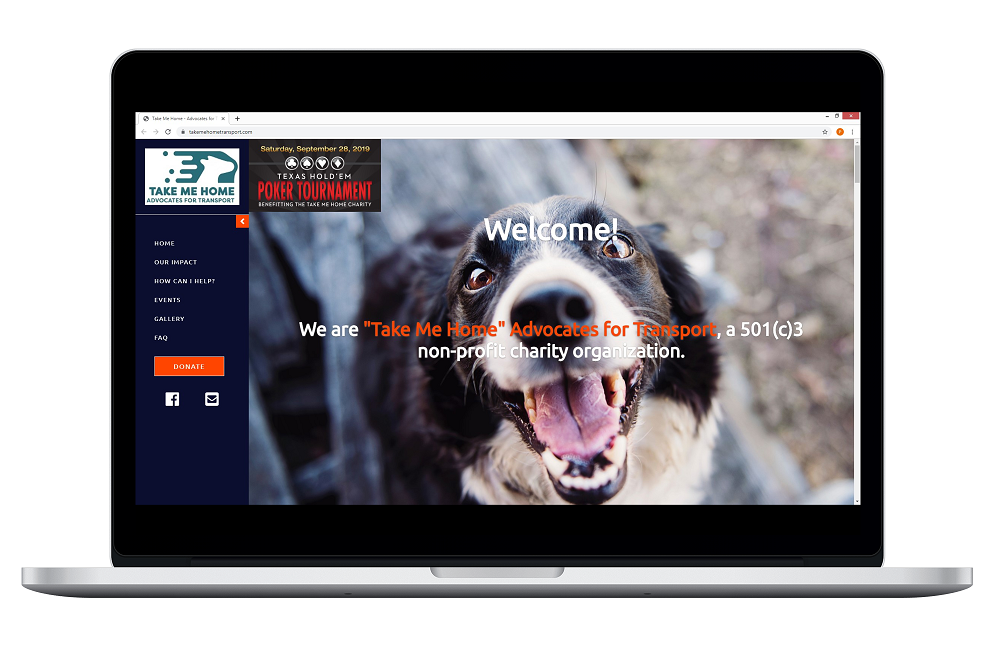 Take Me Home - Advocates for
takemehometransport.com
TAKE ME HOME
ADVOCATES FOR TRANSPORT
Saturday, September 28, 2019
TEXAS HOLD'EM
POKER TOURNAMENT
BENEFITTING THE TAKE ME HOME CHARITY
HOME
OUR IMPACT
HOW CAN I HELP?
EVENTS
GALLERY
FAQ
DONATE
Welcome!
We are "Take Me Home" Advocates for Transport, a 501(c)3
non-profit charity organization.